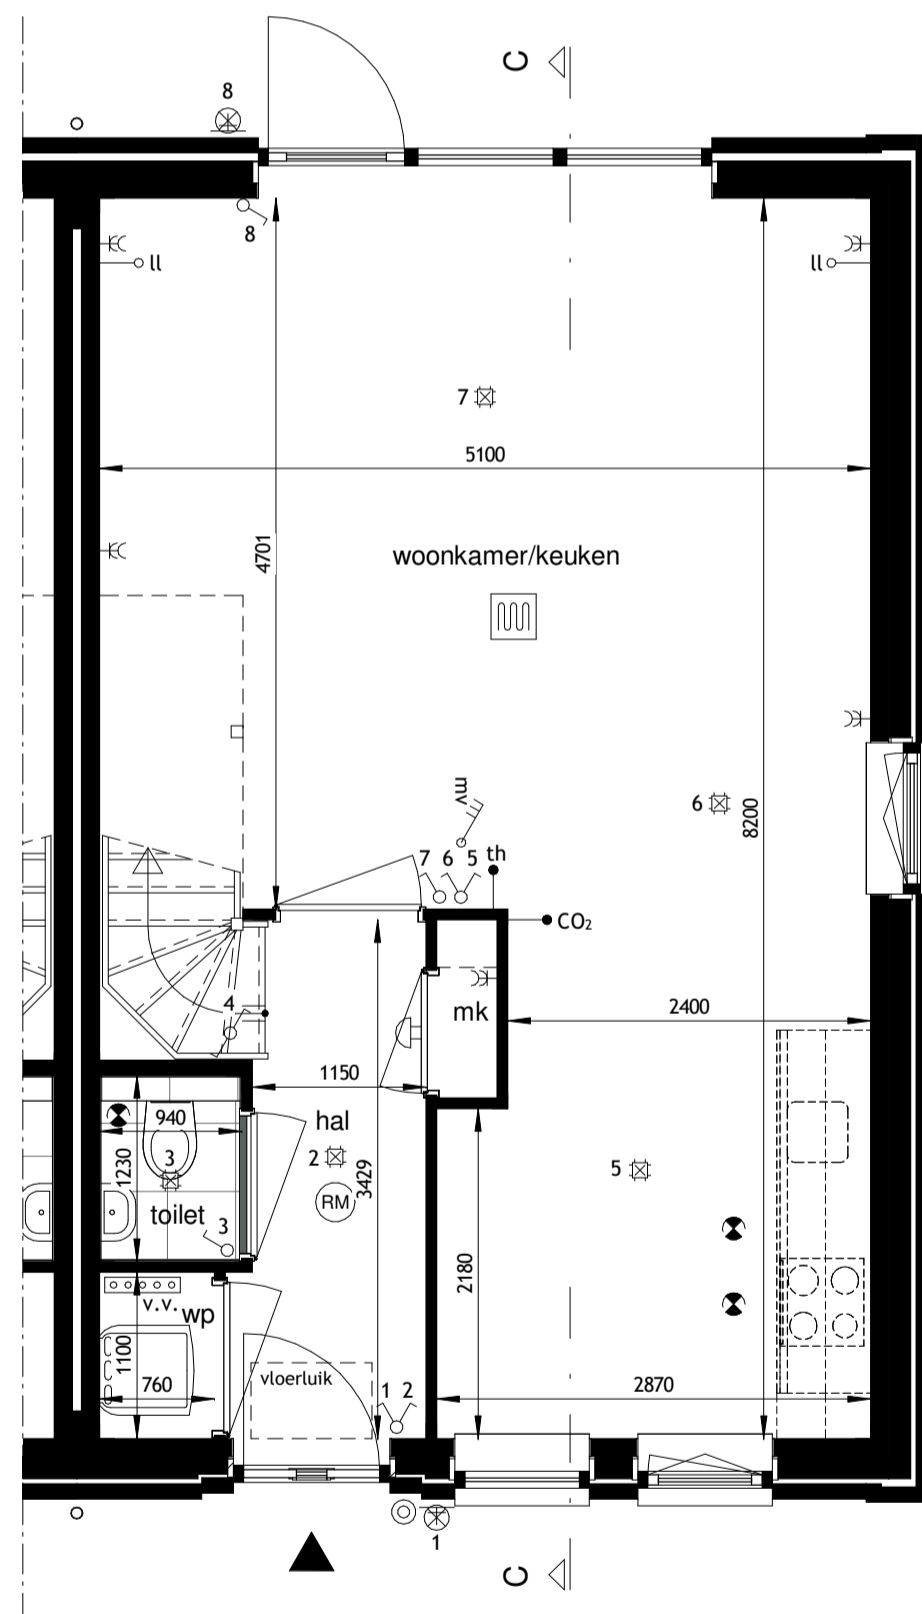 C
8
8
ll
ll
7
5100
4701
woonkamer/keuken
mv
6
8200
7 6 5 th
CO₂
4
mk
2400
1150
940
hal
3
2
1230
3429
5
RM
toilet
3
2180
v.v.
wp
1100
vloerluik
760
1 2
2870
1
C